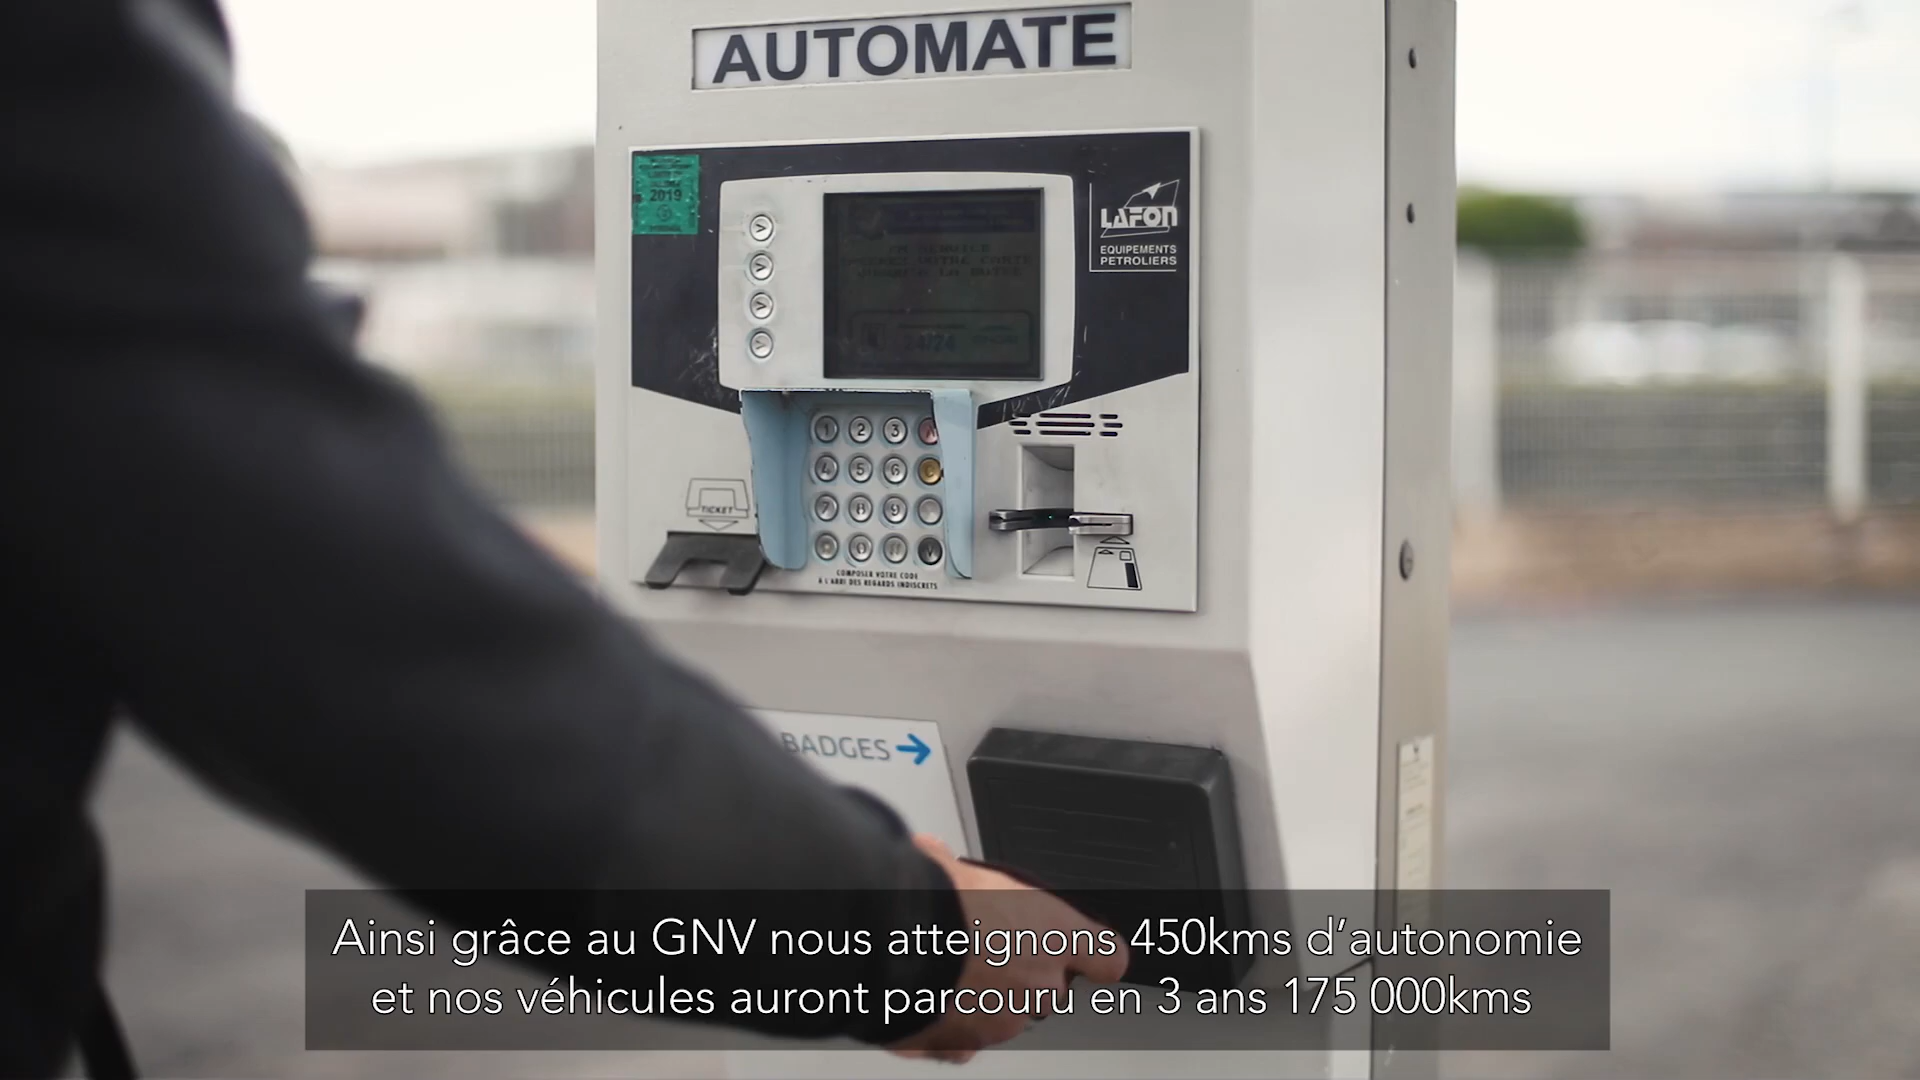 AUTOMATE
2019
LAFON
EQUIPEMENTS
PETROLIERS
24/24
1 2 3
4 5 6 C
7 8 9
0 V
TICKET
COMPOSER VOTRE CODE
À L'ABRI DES REGARDS INDISCRETS
BADGES
Ainsi grâce au GNV nous atteignons 450kms d’autonomie
et nos véhicules auront parcouru en 3 ans 175 000kms